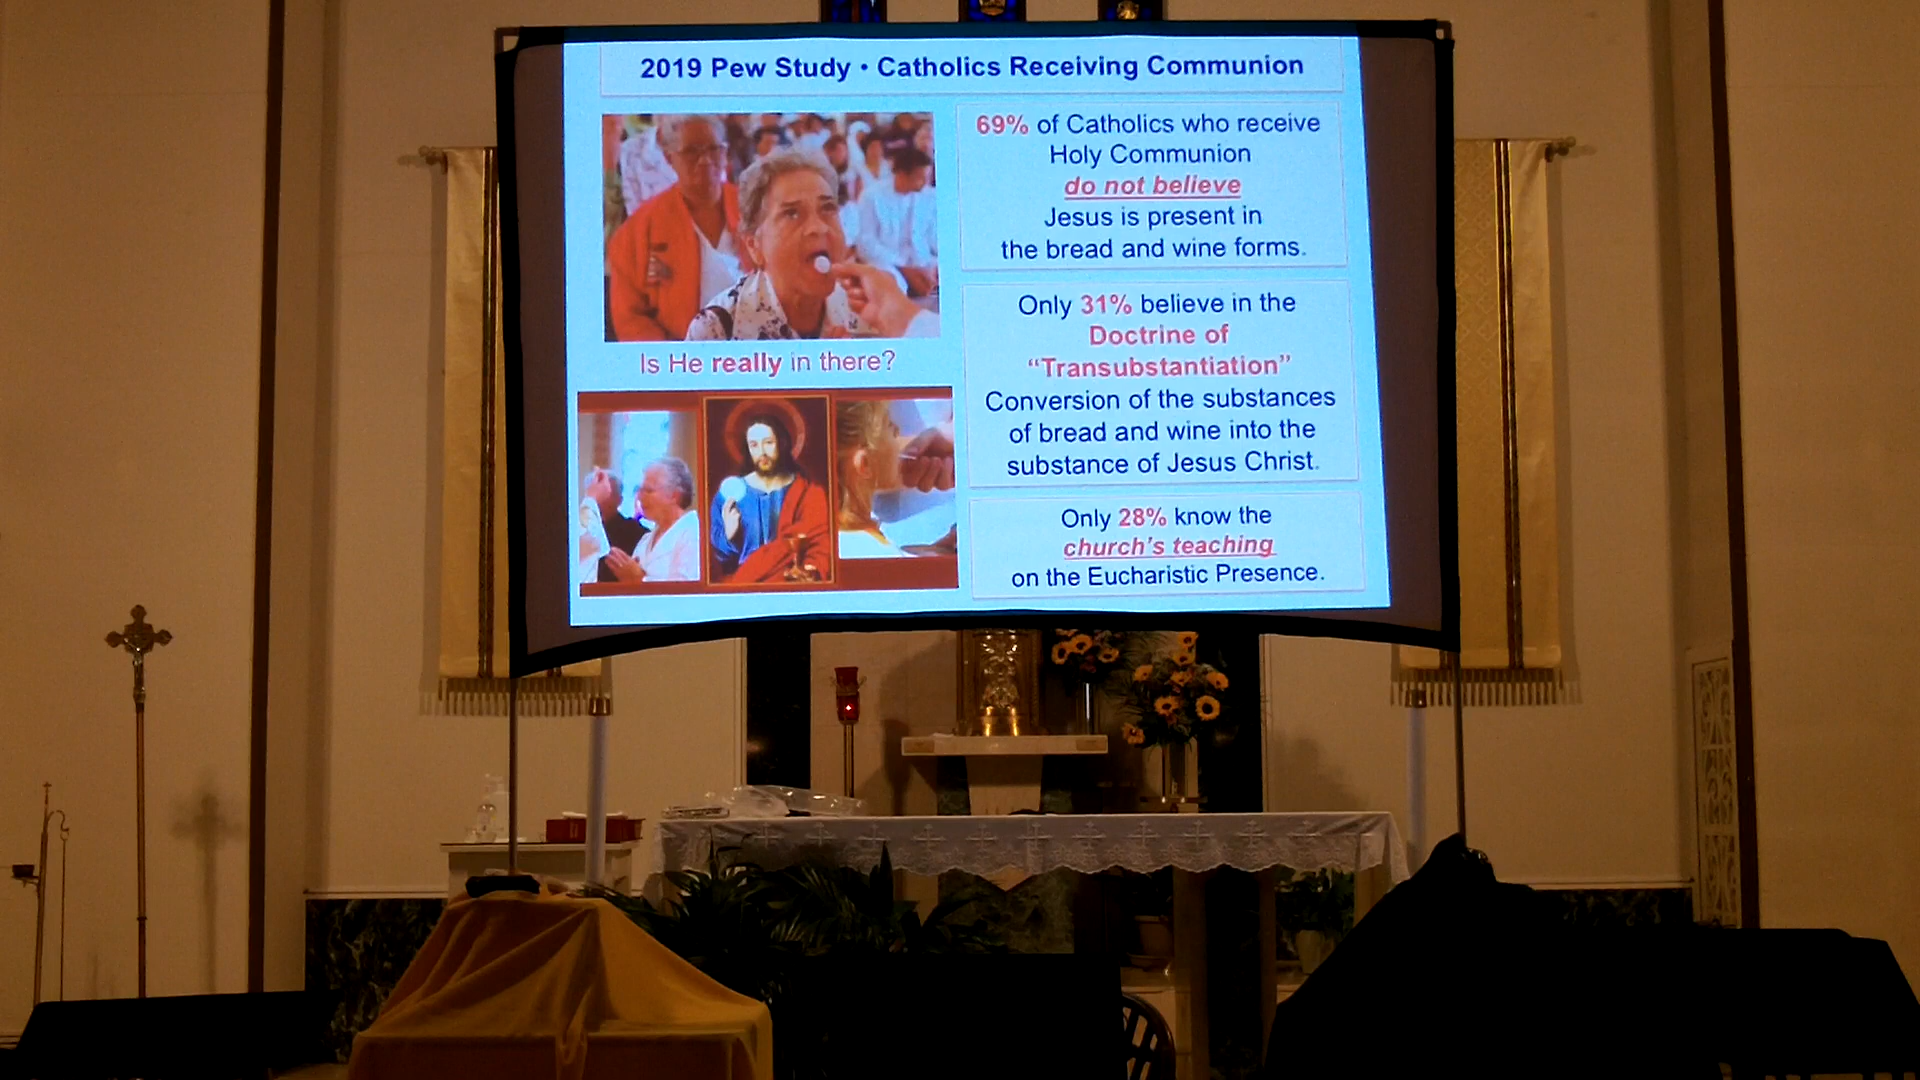 2019 Pew Study • Catholics Receiving Communion
Is He really in there?
69% of Catholics who receive
Holy Communion
do not believe
Jesus is present in
the bread and wine forms.
Only 31% believe in the
Doctrine of
“Transubstantiation”
Conversion of the substances
of bread and wine into the
substance of Jesus Christ.
Only 28% know the
church’s teaching
on the Eucharistic Presence.